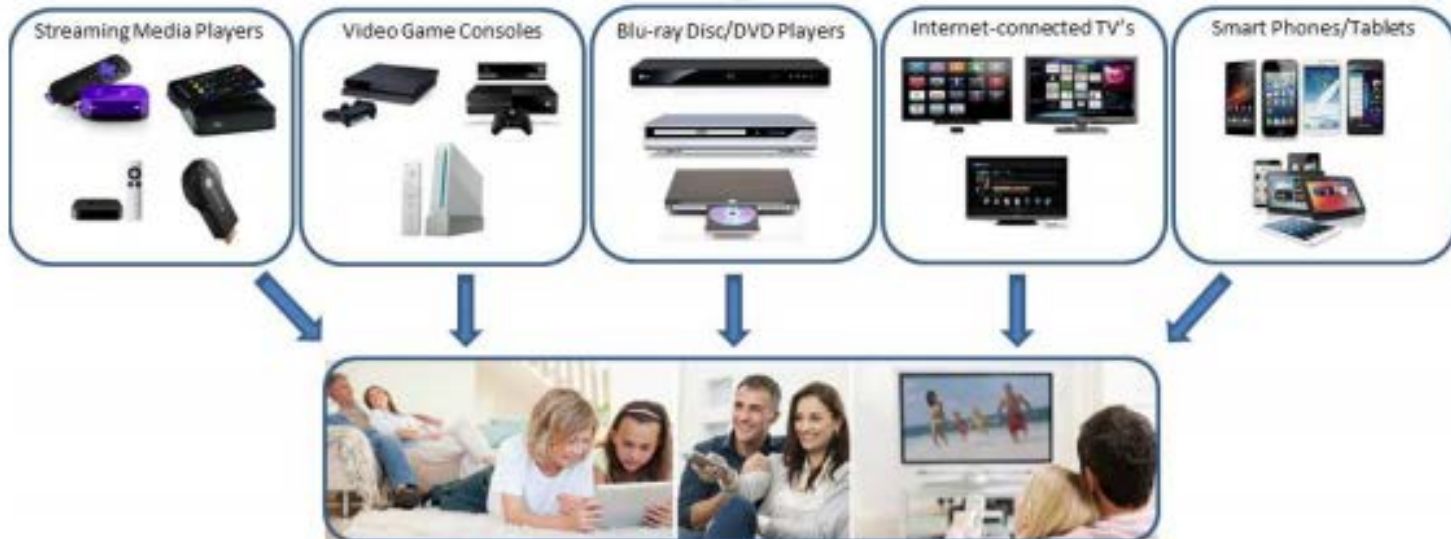 Streaming Media Players
Video Game Consoles
Blu-ray Disc/DVD Players
Internet-connected TV's
Smart Phones/Tablets